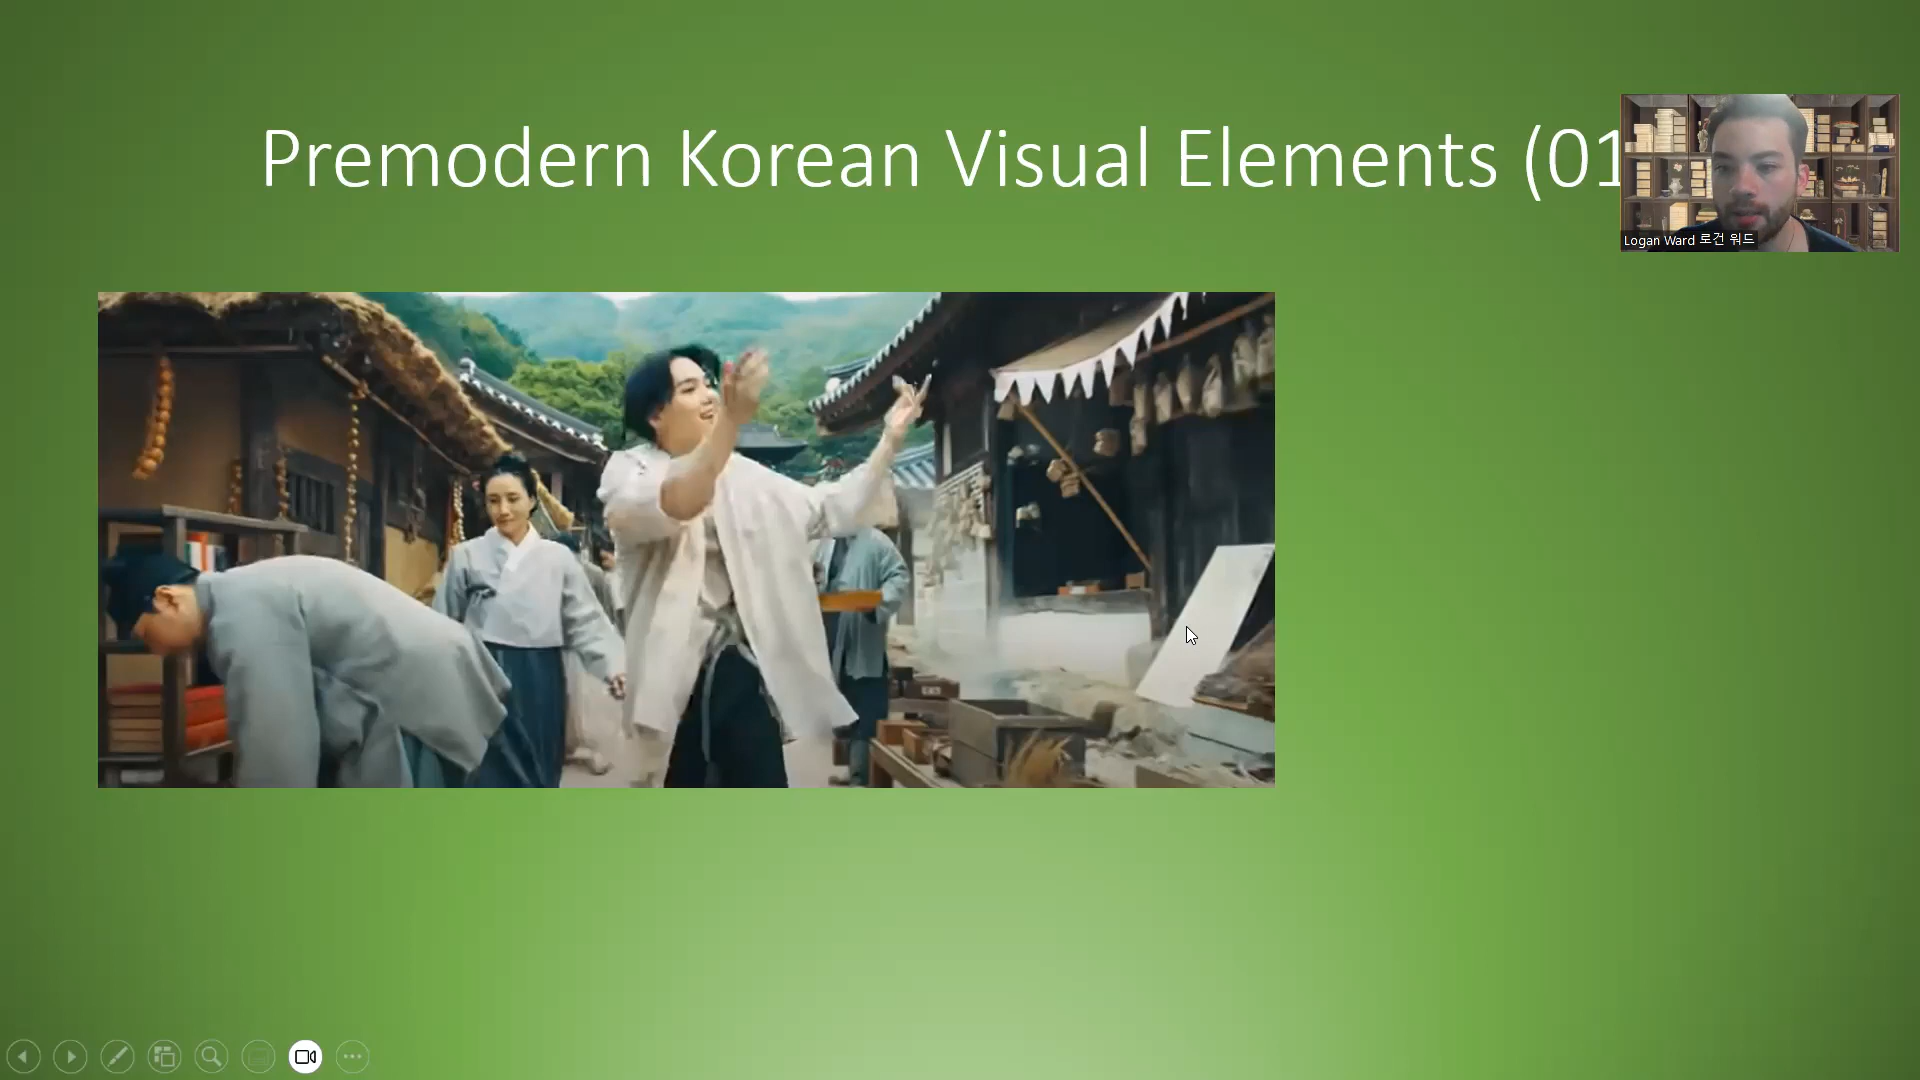 Premodern Korean Visual Elements (01
Logan Ward 로건 워드